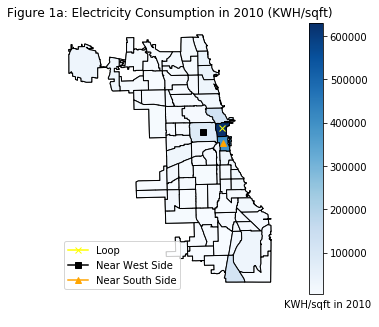 Figure 1a: Electricity Consumption in 2010 (KWH/sqft)
600000
500000
400000
300000
200000
100000
Loop
Near West Side
Near South Side
KWH/sqft in 2010